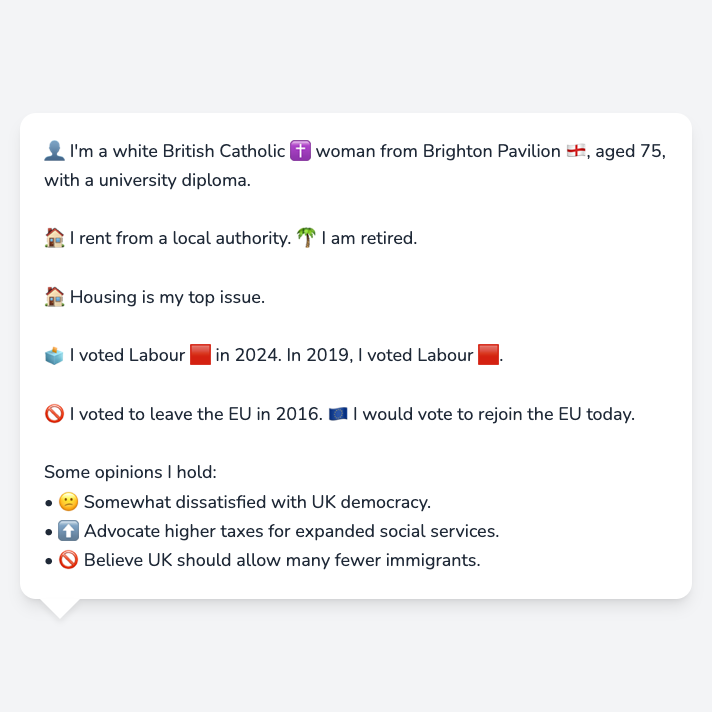 👤 I'm a white British Catholic ✝️ woman from Brighton Pavilion 🏴󠁧󠁢󠁥󠁮󠁧󠁿, aged 75,
with a university diploma.
🏠 I rent from a local authority. 🌴 I am retired.
🏠 Housing is my top issue.
🗳️ I voted Labour 🟥 in 2024. In 2019, I voted Labour 🟥.
🚫 I voted to leave the EU in 2016. 🇪🇺 I would vote to rejoin the EU today.
Some opinions I hold:
• 🙁 Somewhat dissatisfied with UK democracy.
• ⬆️ Advocate higher taxes for expanded social services.
• 🚫 Believe UK should allow many fewer immigrants.